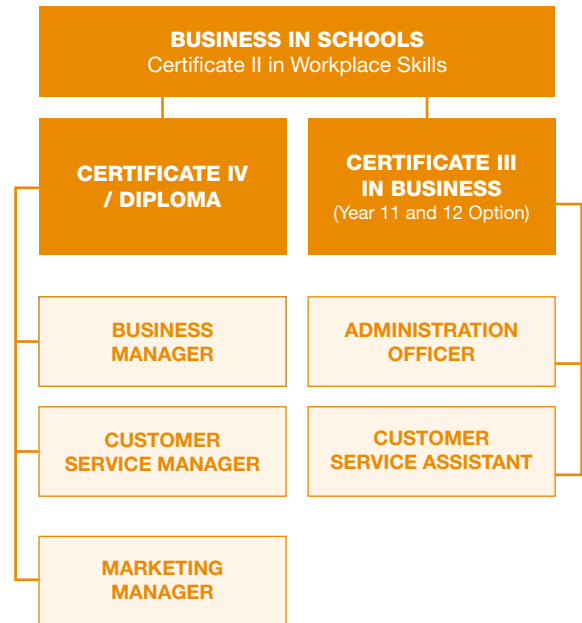 BUSINESS IN SCHOOLS
Certificate II in Workplace Skills
CERTIFICATE IV
/ DIPLOMA
CERTIFICATE III
IN BUSINESS
(Year 11 and 12 Option)
BUSINESS
MANAGER
ADMINISTRATION
OFFICER
CUSTOMER
SERVICE MANAGER
CUSTOMER
SERVICE ASSISTANT
MARKETING
MANAGER